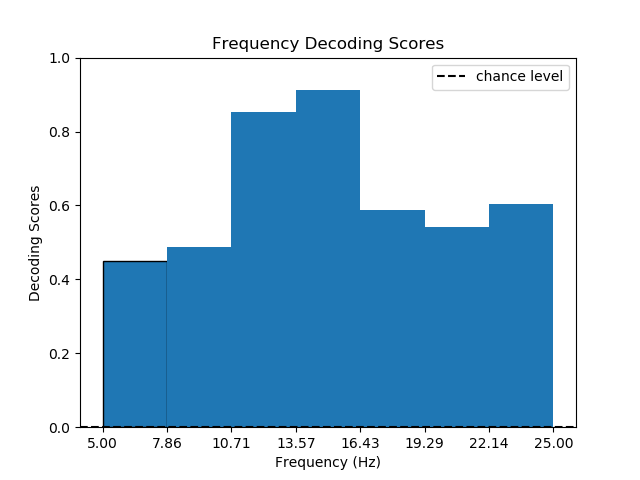 Frequency Decoding Scores
chance level
1.0
0.8
0.6
0.4
0.2
0.0
Decoding Scores
5.00 7.86 10.71 13.57 16.43 19.29 22.14 25.00
Frequency (Hz)